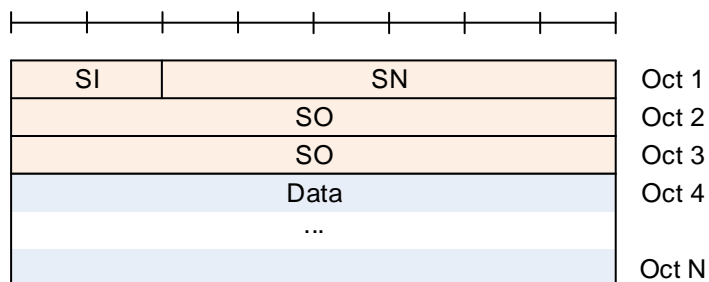 SI SN Oct 1
SO Oct 2
SO Oct 3
Data Oct 4
...
Oct N